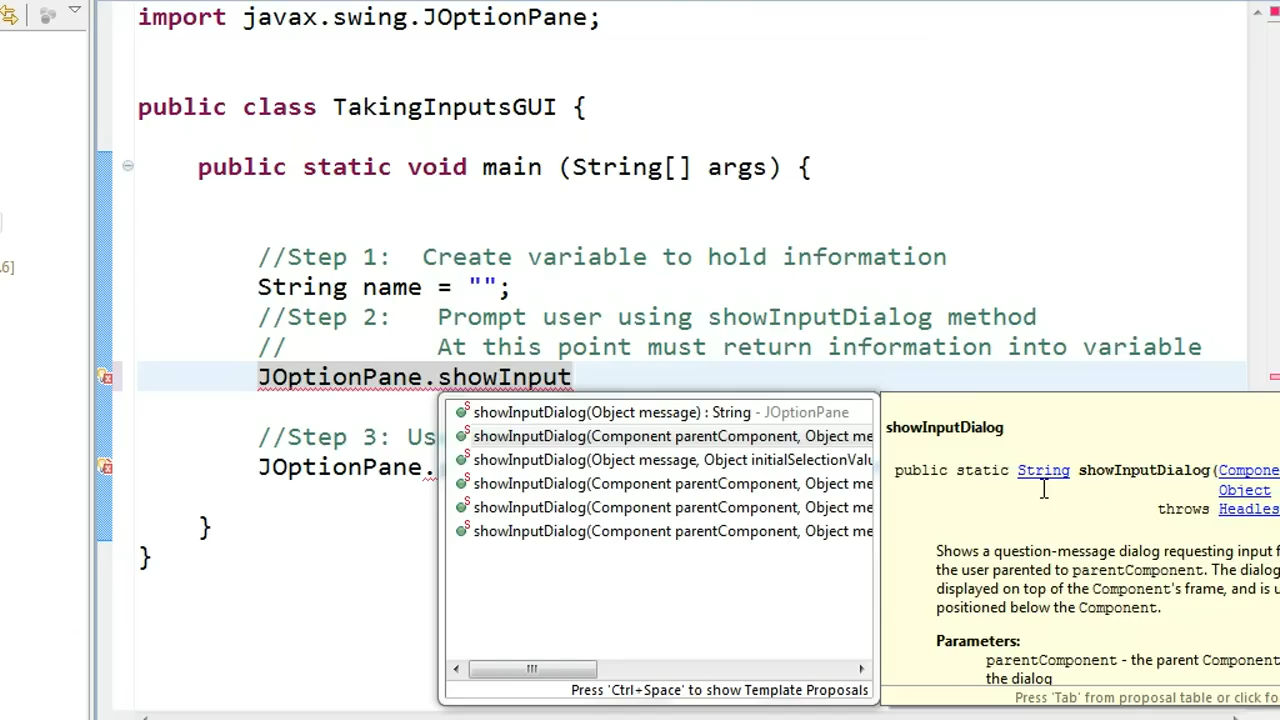 import javax.swing.JOptionPane;
public class TakingInputsGUI {
public static void main (String[] args) {
//Step 1:  Create variable to hold information
String name = "";
//Step 2:   Prompt user using showInputDialog method
//          At this point must return information into variable
JOptionPane.showInput
//Step 3: Us
JOptionPane.
}
}
.6]
showInputDialog(Object message) : String - JOptionPane
showInputDialog(Component parentComponent, Object me
showInputDialog(Object message, Object initialSelectionValu
showInputDialog(Component parentComponent, Object me
showInputDialog(Component parentComponent, Object me
showInputDialog(Component parentComponent, Object me
Press 'Ctrl+Space' to show Template Proposals
showInputDialog
public static String showInputDialog(Compone
Object
throws Headles
Shows a question-message dialog requesting input f
the user parented to parentComponent. The dialog
displayed on top of the Component's frame, and is u
positioned below the Component.
Parameters:
parentComponent - the parent Component
the dialog
Press 'Tab' from proposal table or click fo